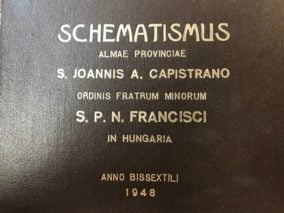 SCHEMATISMUS
ALMAE PROVINCIAE
S. JOANNIS A. CAPISTRANO
ORDINIS FRATRUM MINORUM
S. P. N. FRANCISCI
IN HUNGARIA
ANNO BISSEXTILI
1948